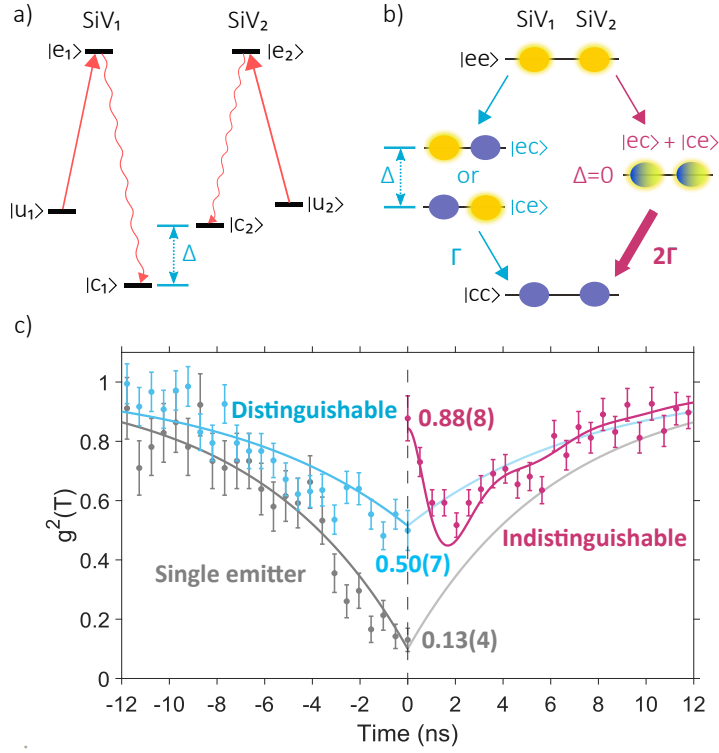 a)
SiV₁ SiV₂
|e₁> |e₂>
|u₁> |u₂>
|c₂>
Δ
|c₁>
b)
SiV₁ SiV₂
|ee>
|ec> + |ce>
|ec>
Δ or Δ=0
|ce>
Γ 2Γ
|cc>
c)
1
0.8
0.6
0.4
0.2
0
g²(T)
Distinguishable
0.88(8)
Indistinguishable
0.50(7)
Single emitter
0.13(4)
-12 -10 -8 -6 -4 -2 0 2 4 6 8 10 12
Time (ns)